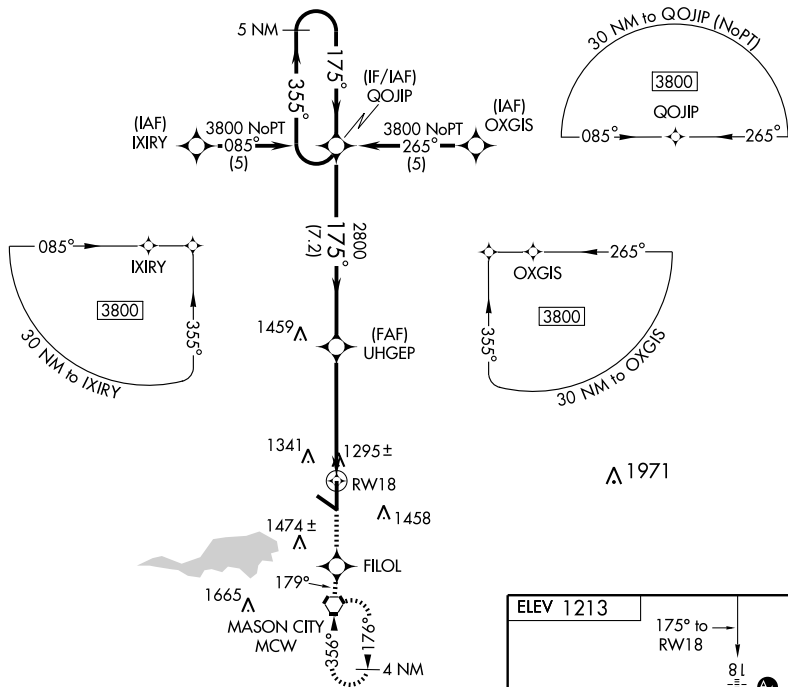 5 NM
175°
355°
(IF/IAF)
QOJIP
(IAF)
IXIRY
3800 NoPT
085°
(5)
3800 NoPT
265°
(5)
(IAF)
OXGIS
30 NM to QOJIP (NoPT)
3800
QOJIP
085°
265°
2800
175°
(7.2)
085°
IXIRY
3800
355°
30 NM to IXIRY
265°
OXGIS
3800
355°
30 NM to OXGIS
1459
(FAF)
UHGEP
1341
1295 ±
RW18
1971
1458
1474 ±
FILOL
179°
1665
MASON CITY
MCW
356°
176°
4 NM
ELEV 1213
175° to
RW18
18
A